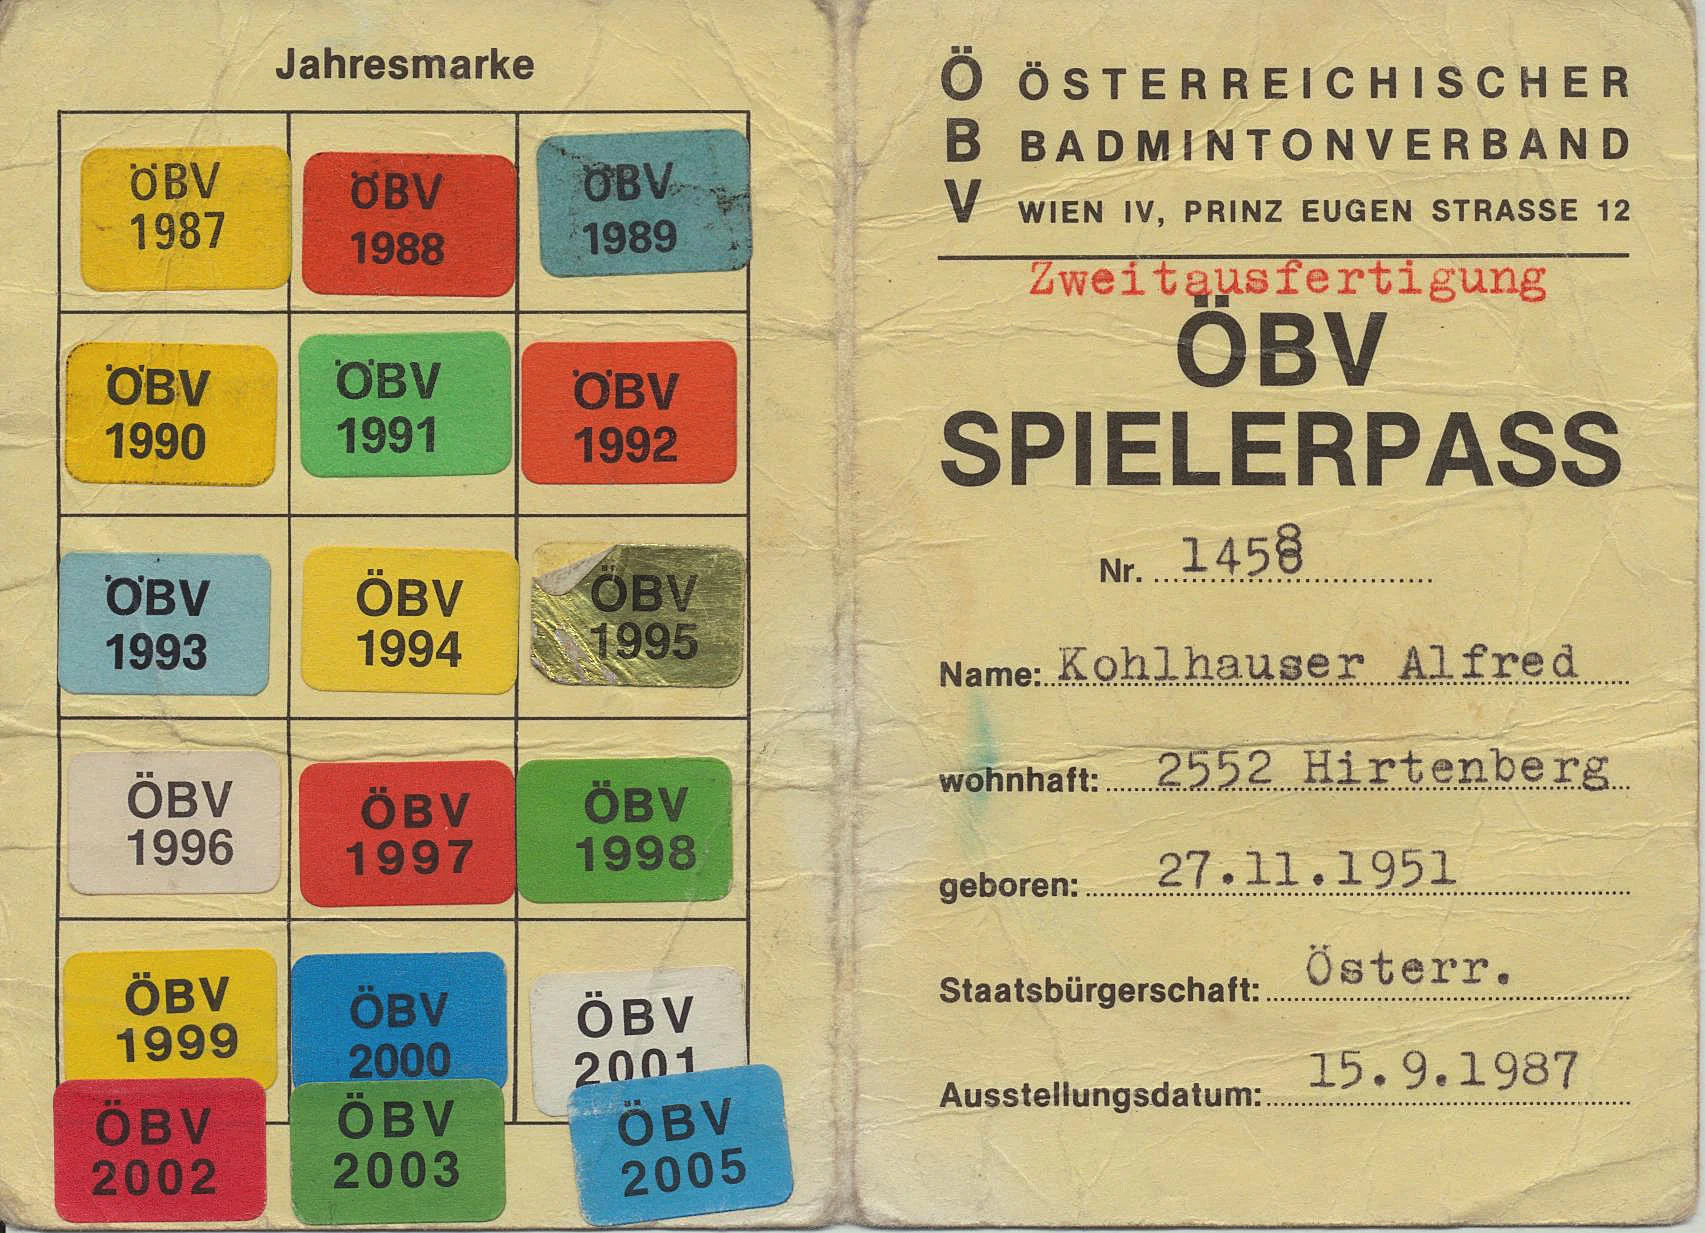 Jahresmarke
ÖBV
1987
ÖBV
1988
ÖBV
1989
ÖBV
1990
ÖBV
1991
ÖBV
1992
ÖBV
1993
ÖBV
1994
ÖBV
1995
ÖBV
1996
ÖBV
1997
ÖBV
1998
ÖBV
1999
ÖBV
2000
ÖBV
2001
ÖBV
2002
ÖBV
2003
ÖBV
2005
Ö ÖSTERREICHISCHER
B BADMINTONVERBAND
V WIEN IV, PRINZ EUGEN STRASSE 12
Zweitausfertigung
ÖBV
SPIELERPASS
Nr. 1458
Name: Kohlhauser Alfred
wohnhaft: 2552 Hirtenberg
geboren: 27.11.1951
Staatsbürgerschaft: Österr.
Ausstellungsdatum: 15.9.1987